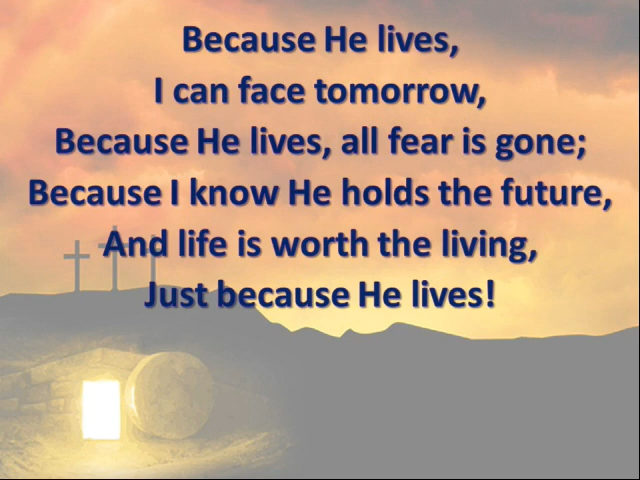 Because He lives,
I can face tomorrow,
Because He lives, all fear is gone;
Because I know He holds the future,
And life is worth the living,
Just because He lives!